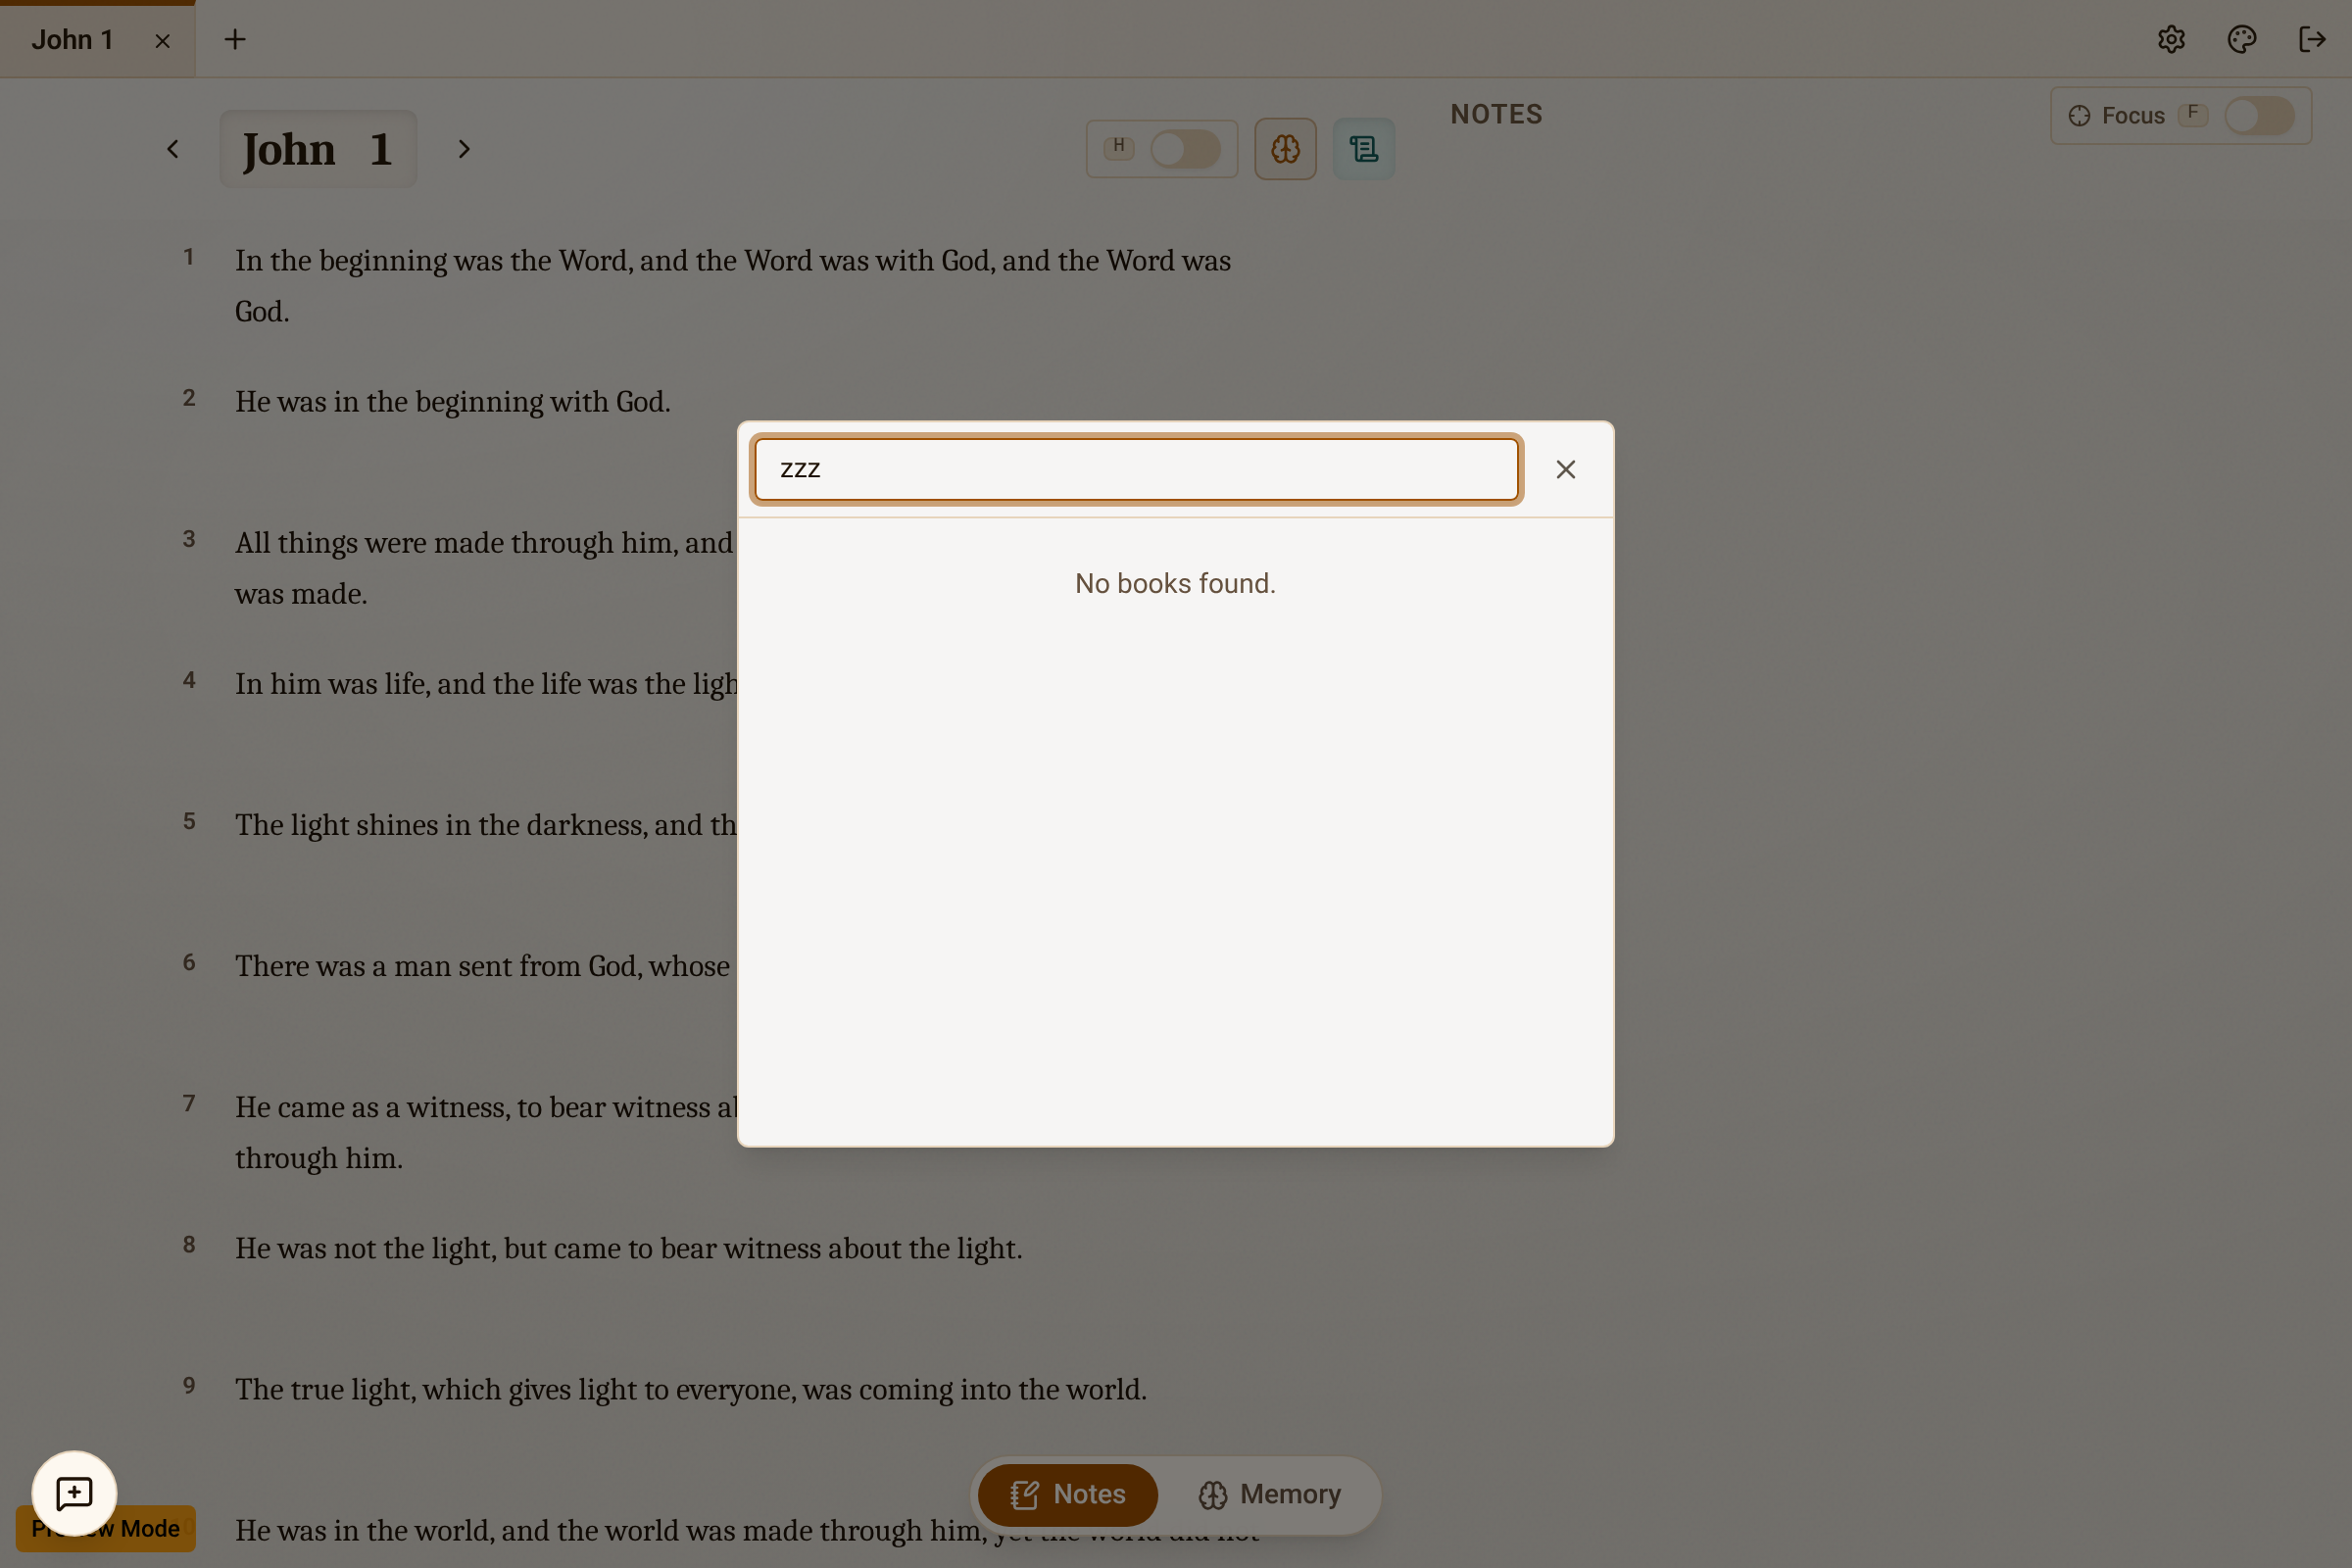 John 1
John 1
H
NOTES
Focus F
1 In the beginning was the Word, and the Word was with God, and the Word was
God.
2 He was in the beginning with God.
zzz
No books found.
3 All things were made through him, and
was made.
4 In him was life, and the life was the ligh
5 The light shines in the darkness, and th
6 There was a man sent from God, whose
7 He came as a witness, to bear witness
through him.
8 He was not the light, but came to bear witness about the light.
9 The true light, which gives light to everyone, was coming into the world.
Notes
Memory
Mode
He was in the world, and the world was made through him, yet the world did not